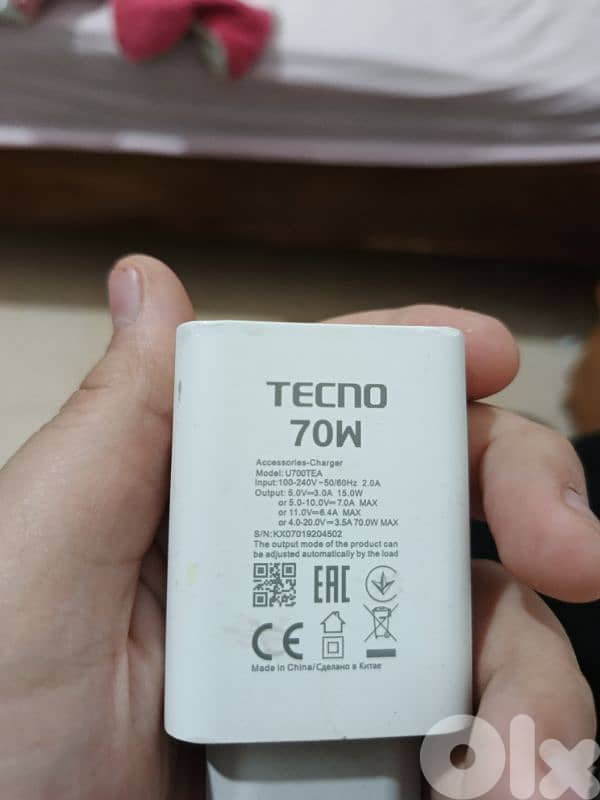 TECNO
70W
Accessories-Charger
Model: U700TEA
Input:100-240V~50/60Hz 2.0A
Output: 5.0V⎓3.0A 15.0W
or 5.0-10.0V⎓7.0A MAX
or 11.0V⎓6.4A MAX
or 4.0-20.0V⎓3.5A 70.0W MAX
S/N:KX07019204502
The output mode of the product can
be adjusted automatically by the load
EAC
CE
Made in China/Сделано в Китае
OLX